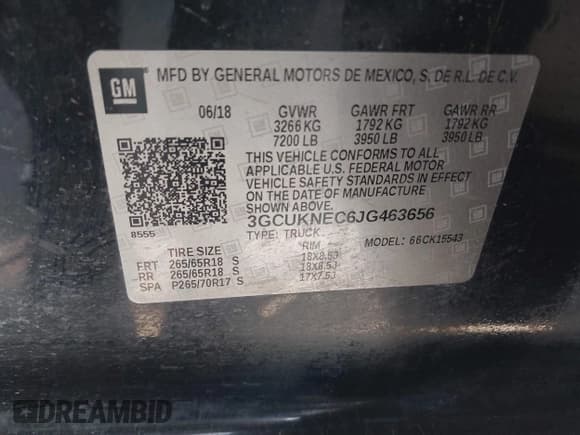 GM
MFD BY GENERAL MOTORS DE MEXICO, S. DE R.L. DE C.V.
06/18 GVWR GAWR FRT GAWR RR
3266 KG 1792 KG 1792 KG
7200 LB 3950 LB 3950 LB
THIS VEHICLE CONFORMS TO ALL
APPLICABLE U.S. FEDERAL MOTOR
VEHICLE SAFETY STANDARDS IN EFFECT
ON THE DATE OF MANUFACTURE
SHOWN ABOVE.
3GCUKNEC6JG463656
8555
TYPE: TRUCK MODEL: 66CK15543
TIRE SIZE RIM
FRT 265/65R18 S 18X8.5J
RR 265/65R18 S 18X8.5J
SPA P265/70R17 S 17X7.5J
DREAMBID